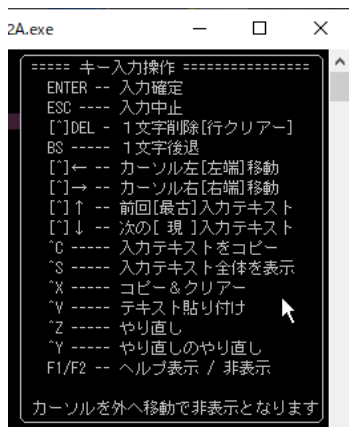 2A.exe
===== キー入力操作 ================
ENTER -- 入力確定
ESC ---- 入力中止
[^]DEL - 1文字削除[行クリアー]
BS ----- 1文字後退
[^]← -- カーソル左[左端]移動
[^]→ -- カーソル右[右端]移動
[^]↑ -- 前回[最古]入力テキスト
[^]↓ -- 次の[ 現 ]入力テキスト
^C ----- 入力テキストをコピー
^S ----- 入力テキスト全体を表示
^X ----- コピー&クリアー
^V ----- テキスト貼り付け
^Z ----- やり直し
^Y ----- やり直しのやり直し
F1/F2 -- ヘルプ表示 / 非表示
カーソルを外へ移動で非表示となります